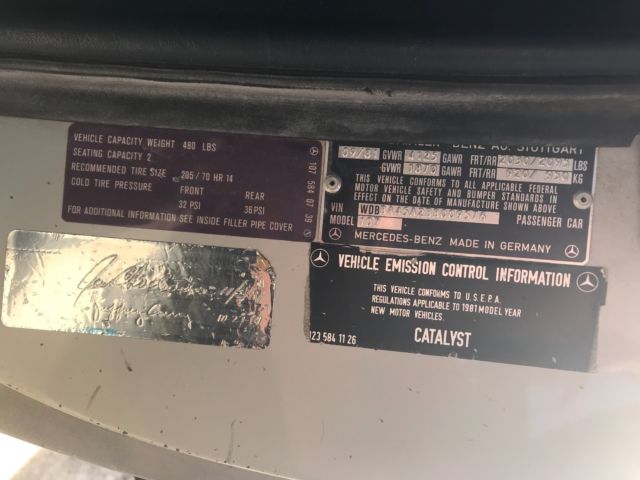 VEHICLE CAPACITY WEIGHT 480 LBS
SEATING CAPACITY 2
RECOMMENDED TIRE SIZE 205/70 HR 14
COLD TIRE PRESSURE FRONT REAR
32 PSI 36 PSI
FOR ADDITIONAL INFORMATION SEE INSIDE FILLER PIPE COVER
107 584 07 39
BENZ AG. STUTTGART
GVWR GAWR FRT/RR LB
GVWR GAWR FRT/RR KG
THIS VEHICLE CONFORMS TO ALL APPLICABLE FEDERAL
MOTOR VEHICLE SAFETY AND BUMPER STANDARDS IN
EFFECT ON THE DATE OF MANUFACTURE SHOWN ABOVE
VIN WDB
MODEL PASSENGER CAR
MERCEDES-BENZ MADE IN GERMANY
VEHICLE EMISSION CONTROL INFORMATION
THIS VEHICLE CONFORMS TO U.S.E.P.A.
REGULATIONS APPLICABLE TO 1981 MODEL YEAR
NEW MOTOR VEHICLES.
123 584 11 26 CATALYST